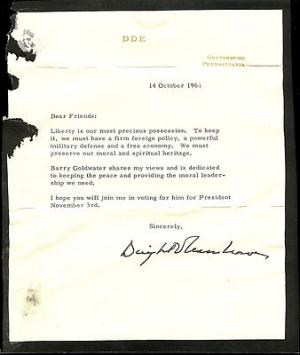 DDE
GETTYSBURG
PENNSYLVANIA
14 October 1964
Dear Friends:
Liberty is our most precious possession. To keep
it, we must have a firm foreign policy, a powerful
military defense and a free economy. We must
preserve our moral and spiritual heritage.
Barry Goldwater shares my views and is dedicated
to keeping the peace and providing the moral leader-
ship we need.
I hope you will join me in voting for him for President
November 3rd.
Sincerely,
Dwight D Eisenhower